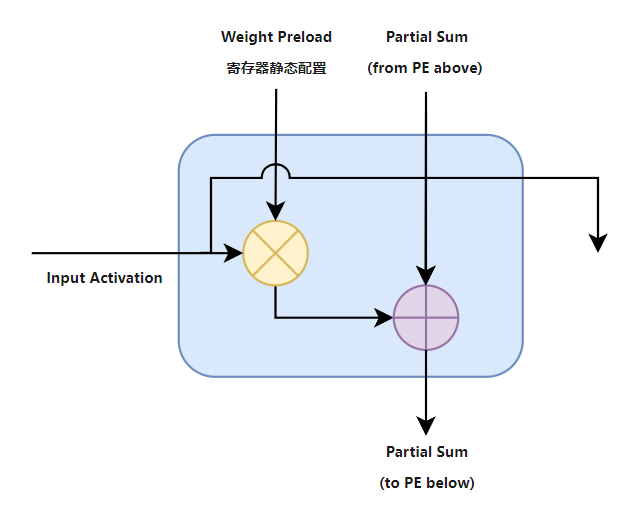 Weight Preload
寄存器静态配置
Partial Sum
(from PE above)
Input Activation
Partial Sum
(to PE below)